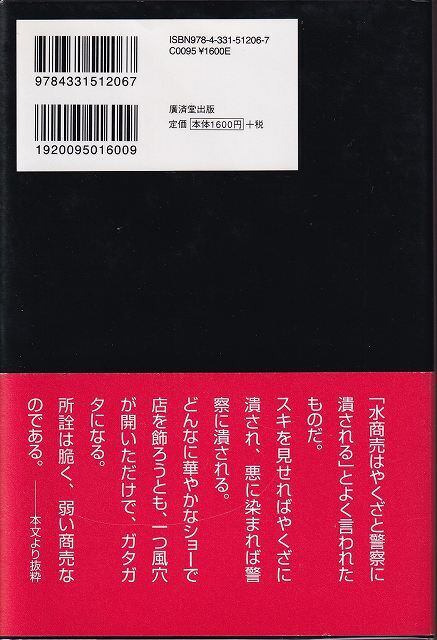 ISBN978-4-331-51206-7
C0095 ¥1600E
9784331512067
廣済堂出版
定価 本体1600円 +税
1920095016009
「水商売はやくざと警察に
潰される」とよく言われた
ものだ。
スキを見せればやくざに
潰され、悪に染まれば警
察に潰される。
どんなに華やかなショーで
店を飾ろうとも、一つ風穴
が開いただけで、ガタガ
タになる。
所詮は脆く、弱い商売な
のである。
――本文より抜粋